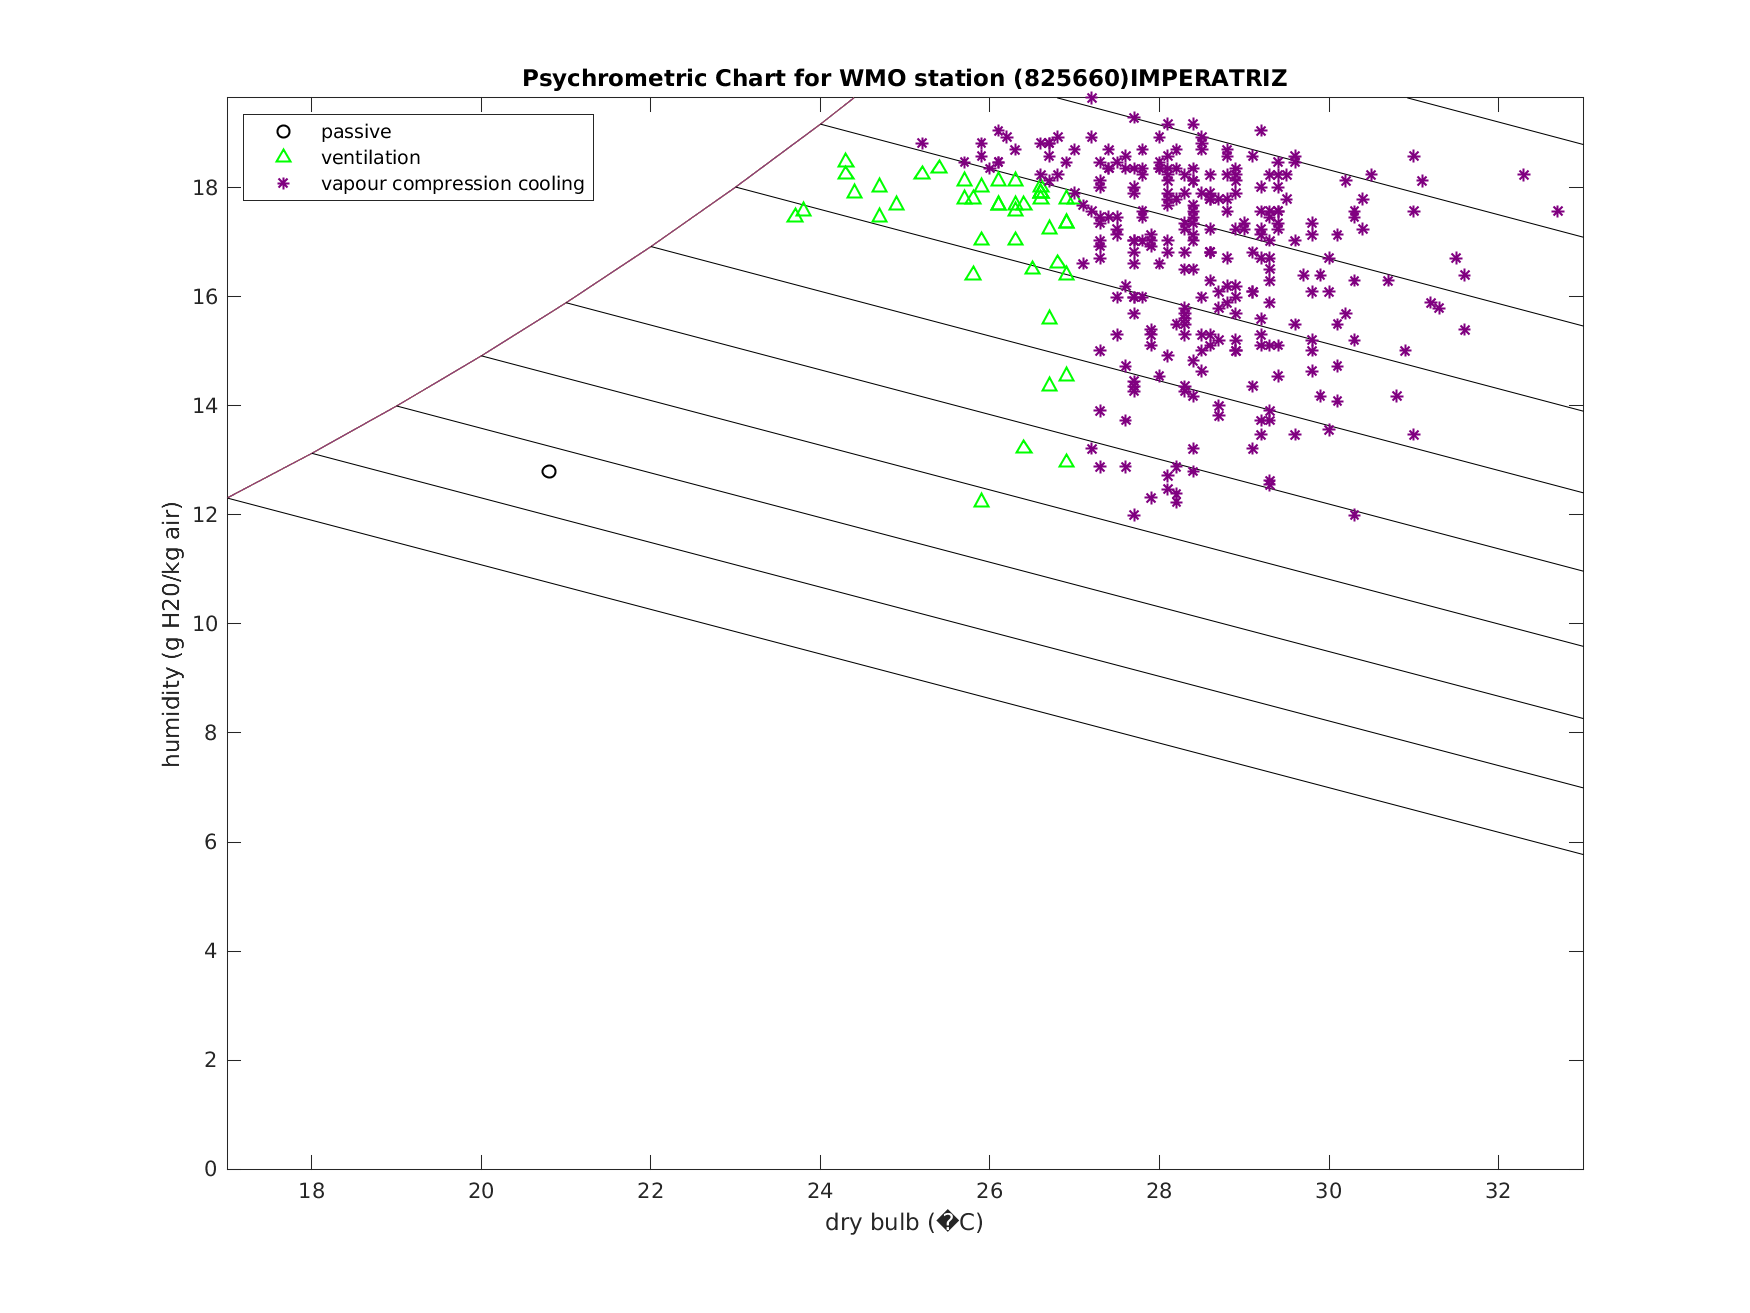 Psychrometric Chart for WMO station (825660)IMPERATRIZ
passive
ventilation
vapour compression cooling
humidity (g H20/kg air)
18
16
14
12
10
8
6
4
2
0
18 20 22 24 26 28 30 32
dry bulb (�C)